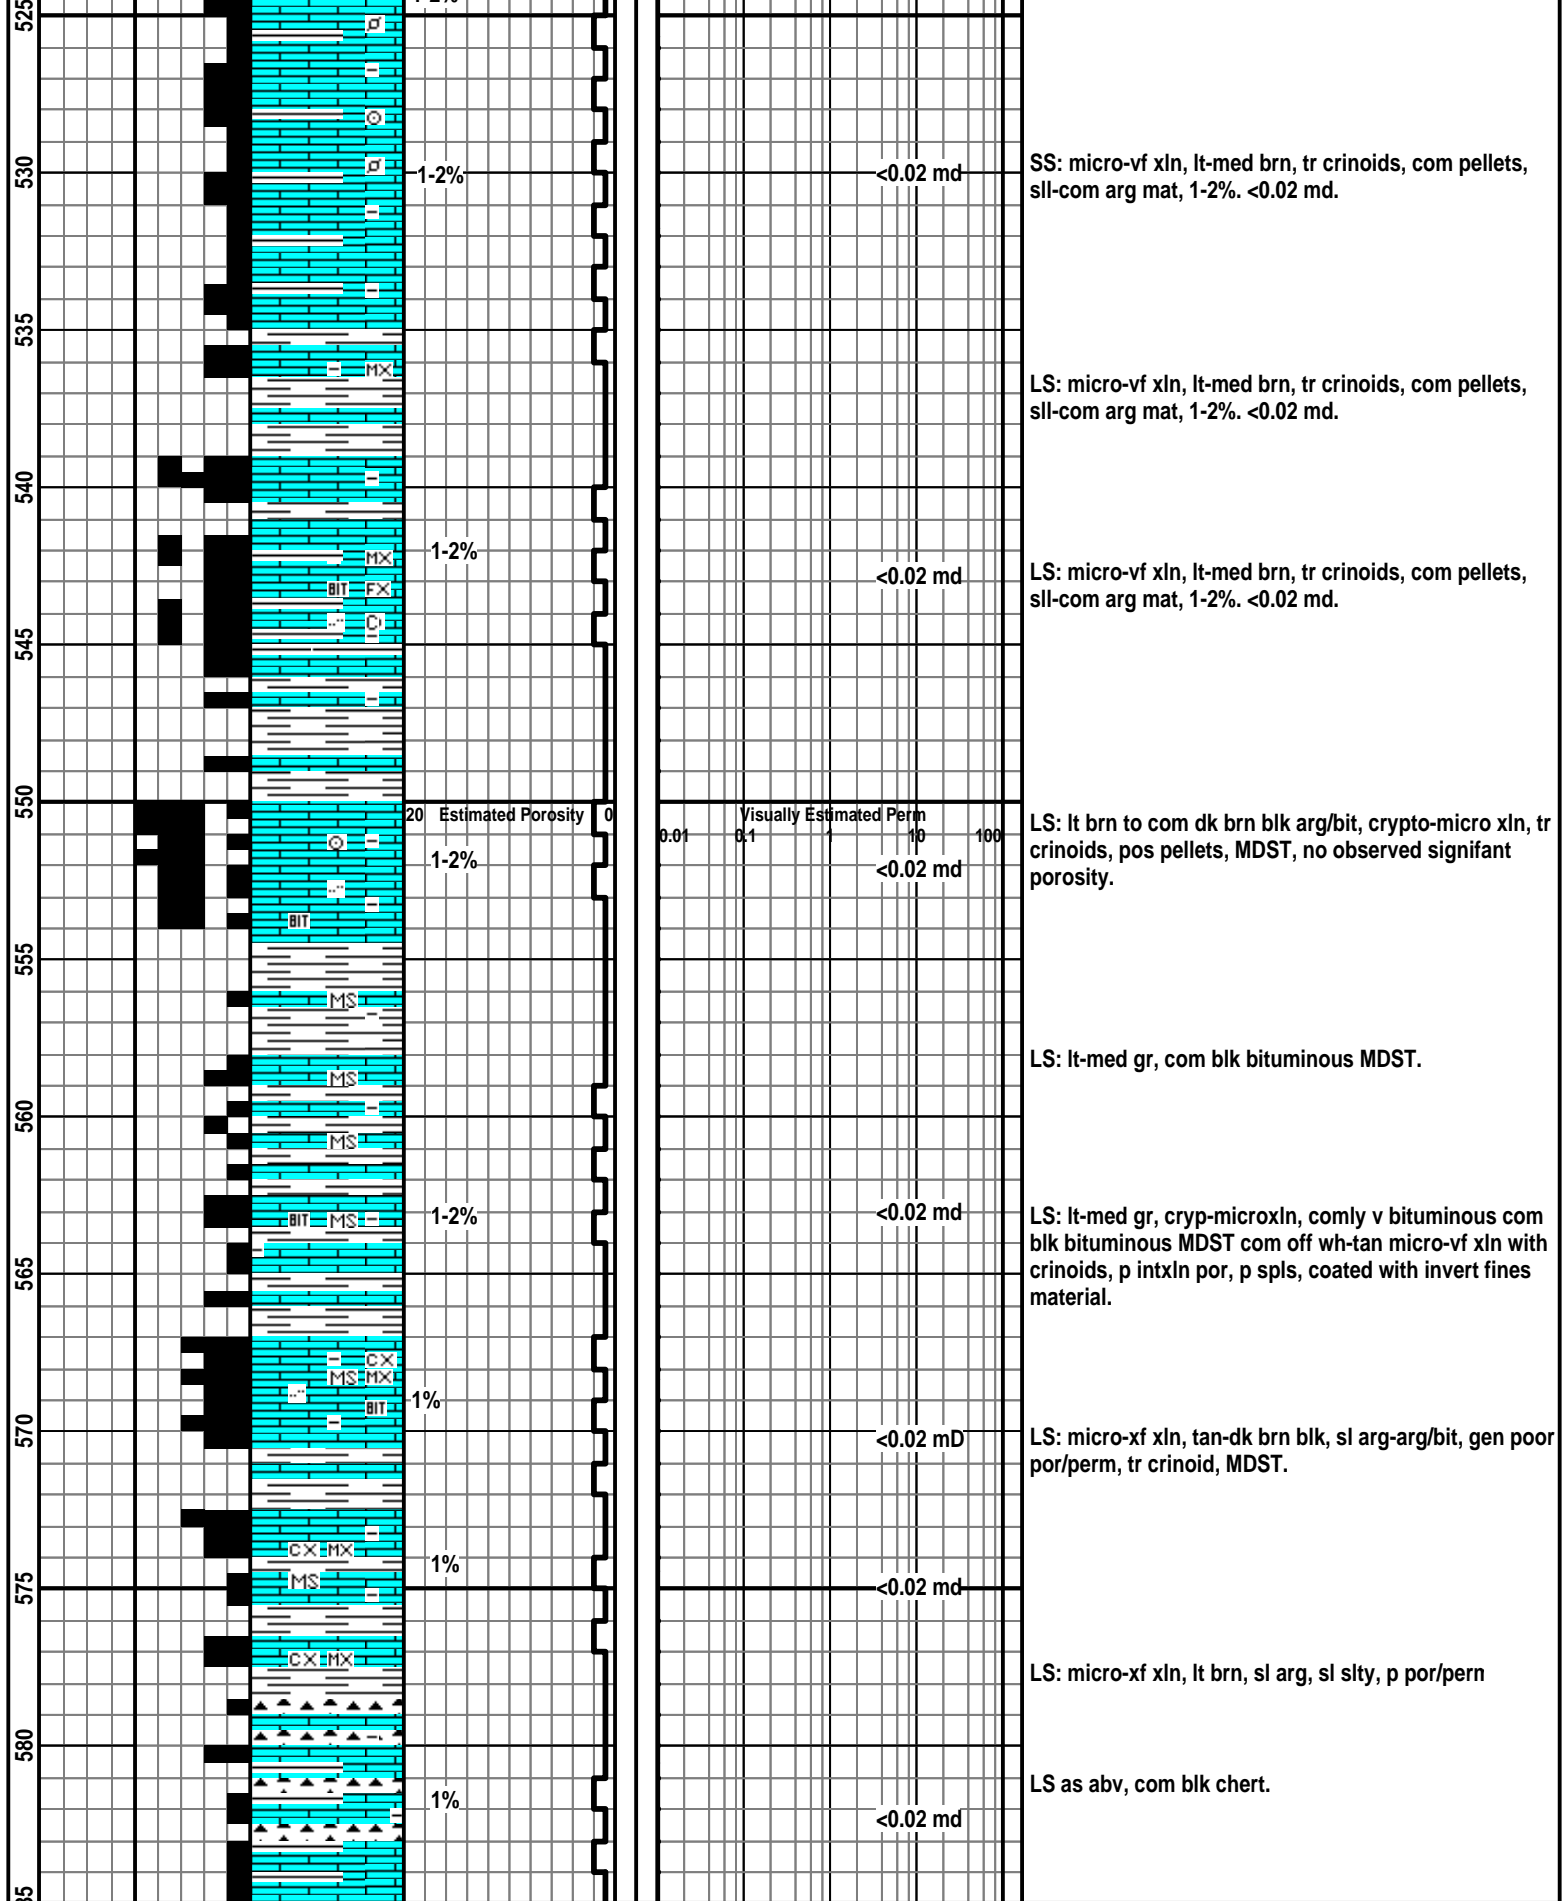 525
530
1-2%
<0.02 md
SS: micro-vf xln, lt-med brn, tr crinoids, com pellets,
sll-com arg mat, 1-2%. <0.02 md.
535
MX
LS: micro-vf xln, lt-med brn, tr crinoids, com pellets,
sll-com arg mat, 1-2%. <0.02 md.
540
1-2%
MX
<0.02 md
BIT FX
LS: micro-vf xln, lt-med brn, tr crinoids, com pellets,
sll-com arg mat, 1-2%. <0.02 md.
545
550
20 Estimated Porosity 0
Visually Estimated Perm
0.01 0.1 1 10 100
1-2%
<0.02 md
LS: lt brn to com dk brn blk arg/bit, crypto-micro xln, tr
crinoids, pos pellets, MDST, no observed signifant
porosity.
BIT
555
MS
LS: lt-med gr, com blk bituminous MDST.
MS
560
MS
BIT MS
1-2%
<0.02 md
LS: lt-med gr, cryp-microxln, comly v bituminous com
blk bituminous MDST com off wh-tan micro-vf xln with
crinoids, p intxln por, p spls, coated with invert fines
material.
565
CX
MS MX
BIT
1%
570
<0.02 mD
LS: micro-xf xln, tan-dk brn blk, sl arg-arg/bit, gen poor
por/perm, tr crinoid, MDST.
CX MX
1%
MS
575
<0.02 md
CX MX
LS: micro-xf xln, lt brn, sl arg, sl slty, p por/pern
580
LS as abv, com blk chert.
1%
<0.02 md